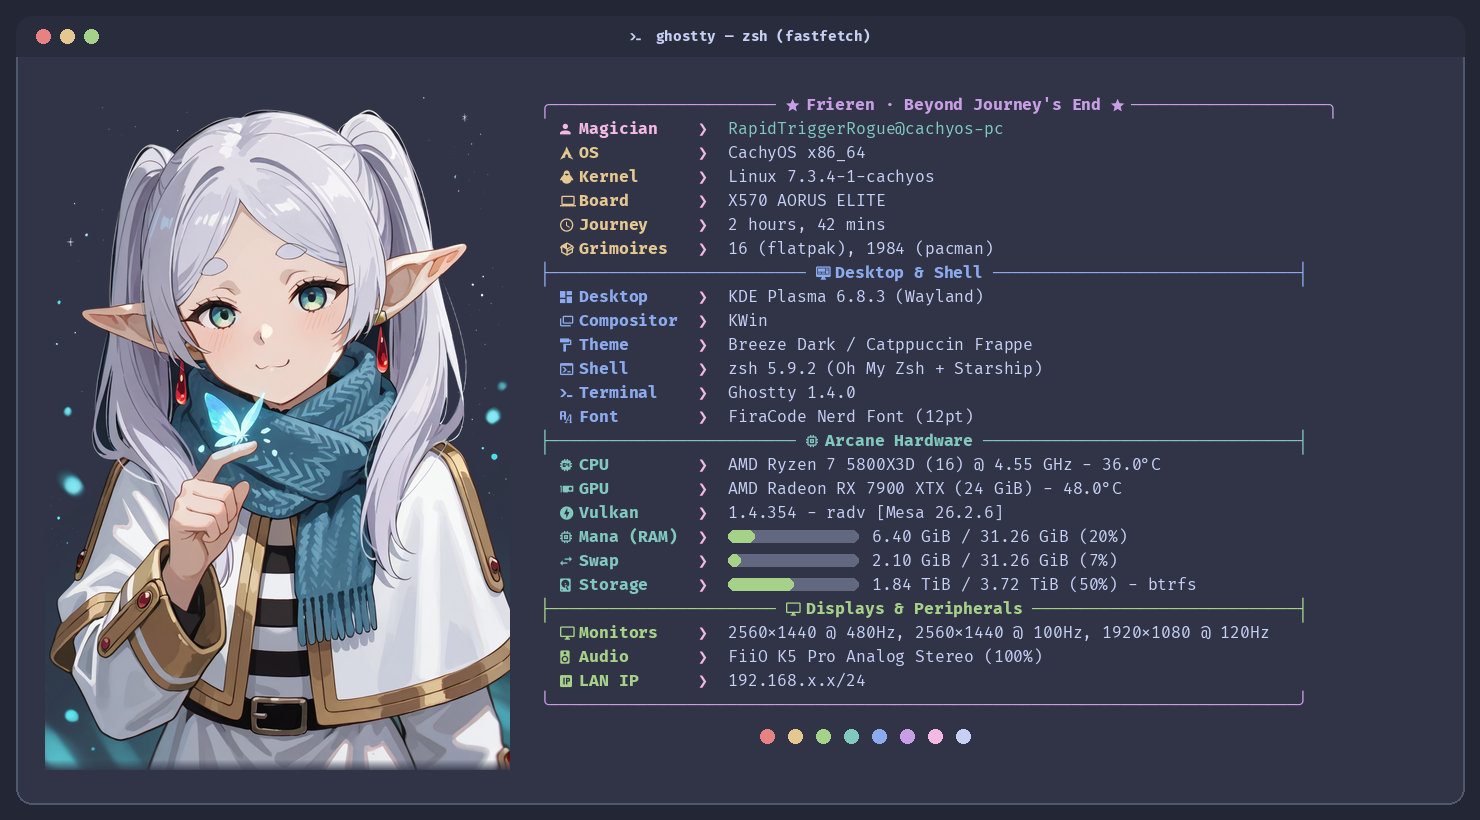 ghostty — zsh (fastfetch)
★ Frieren · Beyond Journey's End ★
Magician ❯ RapidTriggerRogue@cachyos-pc
OS ❯ CachyOS x86_64
Kernel ❯ Linux 7.3.4-1-cachyos
Board ❯ X570 AORUS ELITE
Journey ❯ 2 hours, 42 mins
Grimoires ❯ 16 (flatpak), 1984 (pacman)
Desktop & Shell
Desktop ❯ KDE Plasma 6.8.3 (Wayland)
Compositor ❯ KWin
Theme ❯ Breeze Dark / Catppuccin Frappe
Shell ❯ zsh 5.9.2 (Oh My Zsh + Starship)
Terminal ❯ Ghostty 1.4.0
Font ❯ FiraCode Nerd Font (12pt)
Arcane Hardware
CPU ❯ AMD Ryzen 7 5800X3D (16) @ 4.55 GHz - 36.0°C
GPU ❯ AMD Radeon RX 7900 XTX (24 GiB) - 48.0°C
Vulkan ❯ 1.4.354 - radv [Mesa 26.2.6]
Mana (RAM) ❯ 6.40 GiB / 31.26 GiB (20%)
Swap ❯ 2.10 GiB / 31.26 GiB (7%)
Storage ❯ 1.84 TiB / 3.72 TiB (50%) - btrfs
Displays & Peripherals
Monitors ❯ 2560×1440 @ 480Hz, 2560×1440 @ 100Hz, 1920×1080 @ 120Hz
Audio ❯ FiiO K5 Pro Analog Stereo (100%)
LAN IP ❯ 192.168.x.x/24